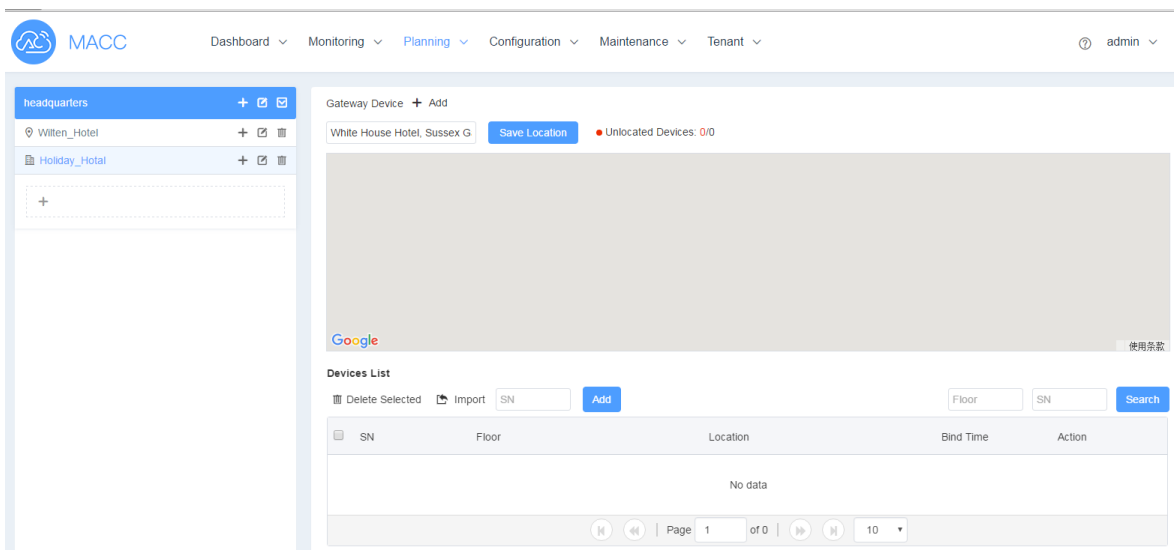 MACC Dashboard Monitoring Planning Configuration Maintenance Tenant admin
headquarters
Wilten_Hotel
Holiday_Hotal
+
Gateway Device + Add
White House Hotel, Sussex G Save Location Unlocated Devices: 0/0
Google
使用条款
Devices List
Delete Selected Import SN Add Floor SN Search
SN Floor Location Bind Time Action
No data
Page 1 of 0 10